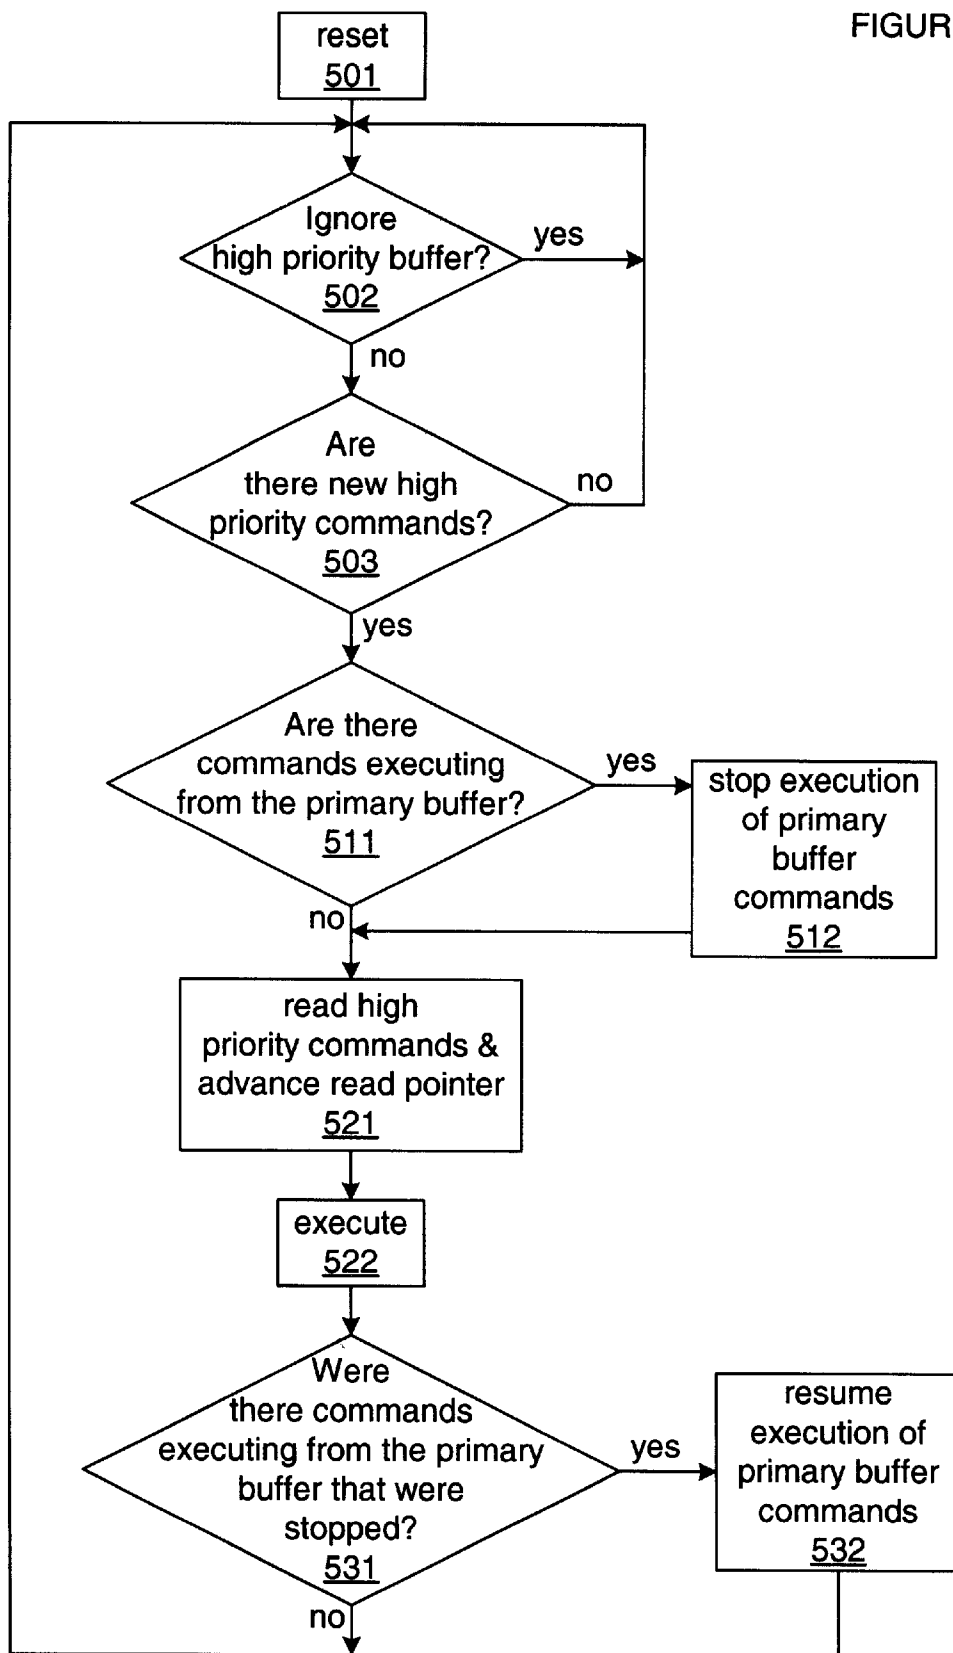 FIGUR
reset
501
Ignore
high priority buffer?
502
yes
no
Are
there new high
priority commands?
503
no
yes
Are there
commands executing
from the primary buffer?
511
yes
stop execution
of primary
buffer
commands
512
no
read high
priority commands &
advance read pointer
521
execute
522
Were
there commands
executing from the primary
buffer that were
stopped?
531
yes
resume
execution of
primary buffer
commands
532
no